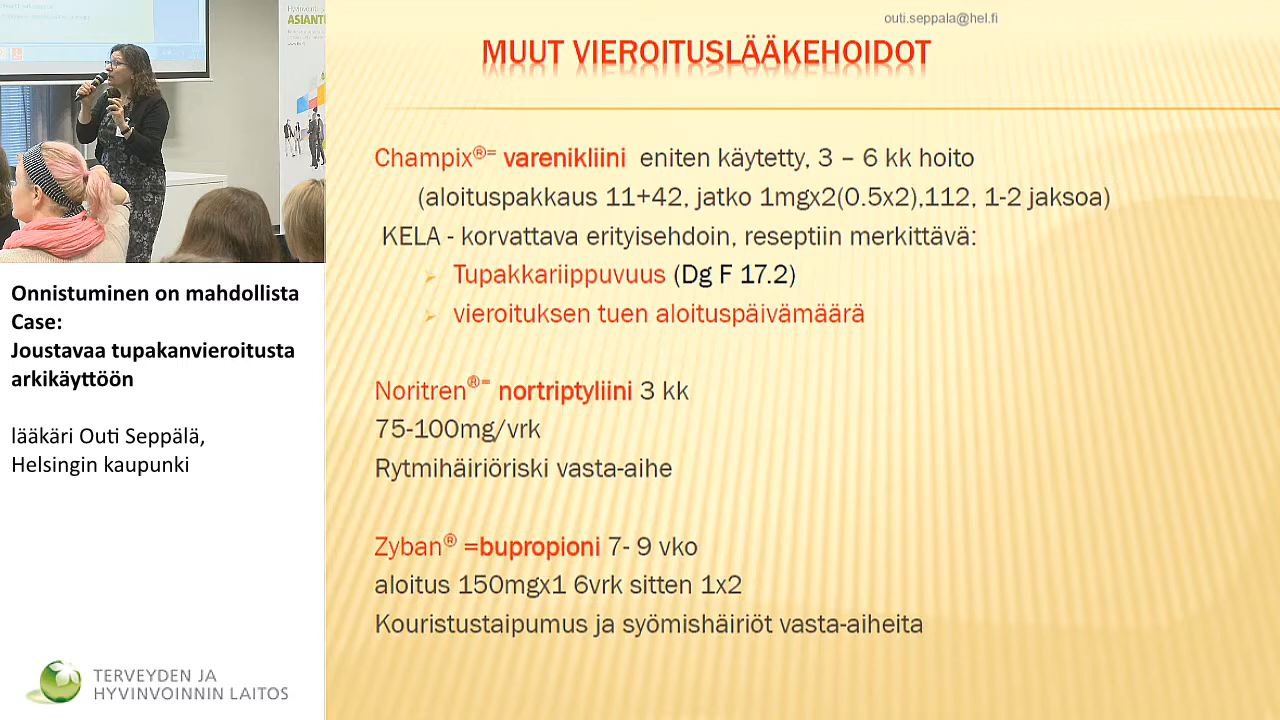 ASIANT
Onnistuminen on mahdollista
Case:
Joustavaa tupakanvieroitusta
arkikäyttöön
lääkäri Outi Seppälä,
Helsingin kaupunki
TERVEYDEN JA
HYVINVOINNIN LAITOS
outi.seppala@hel.fi
MUUT VIEROITUSLÄÄKEHOIDOT
Champix®= varenikliini eniten käytetty, 3 – 6 kk hoito
(aloituspakkaus 11+42, jatko 1mgx2(0.5x2),112, 1-2 jaksoa)
KELA - korvattava erityisehdoin, reseptiin merkittävä:
Tupakkariippuvuus (Dg F 17.2)
vieroituksen tuen aloituspäivämäärä
Noritren®= nortriptyliini 3 kk
75-100mg/vrk
Rytmihäiriöriski vasta-aihe
Zyban® =bupropioni 7- 9 vko
aloitus 150mgx1 6vrk sitten 1x2
Kouristustaipumus ja syömishäiriöt vasta-aiheita